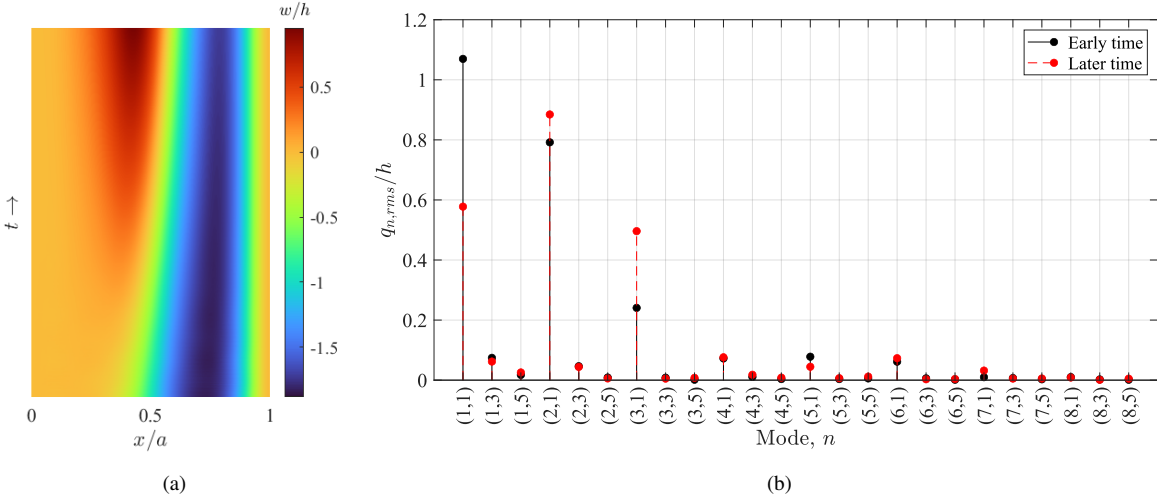 w/h
0.5
0
-0.5
-1
-1.5
t →
0 0.5 1
x/a
(a)
1.2
1
0.8
0.6
0.4
0.2
0
q_{n,rms}/h
Early time
Later time
(1,1) (1,3) (1,5) (2,1) (2,3) (2,5) (3,1) (3,3) (3,5) (4,1) (4,3) (4,5) (5,1) (5,3) (5,5) (6,1) (6,3) (6,5) (7,1) (7,3) (7,5) (8,1) (8,3) (8,5)
Mode, n
(b)